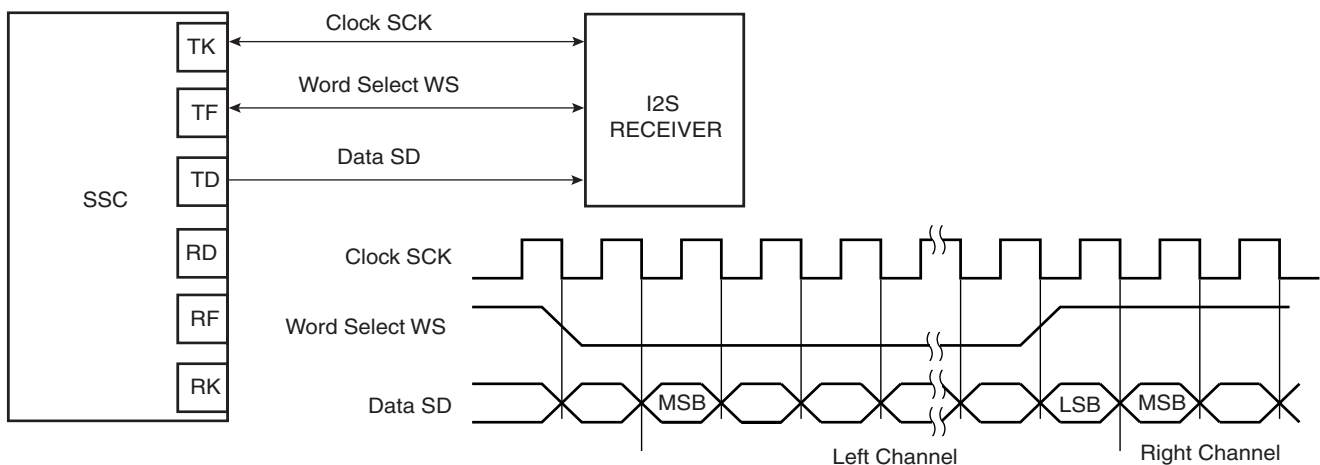 Clock SCK
TK
Word Select WS
TF
I2S
RECEIVER
Data SD
TD
SSC
RD
Clock SCK
RF
Word Select WS
RK
Data SD
MSB
LSB
MSB
Left Channel
Right Channel